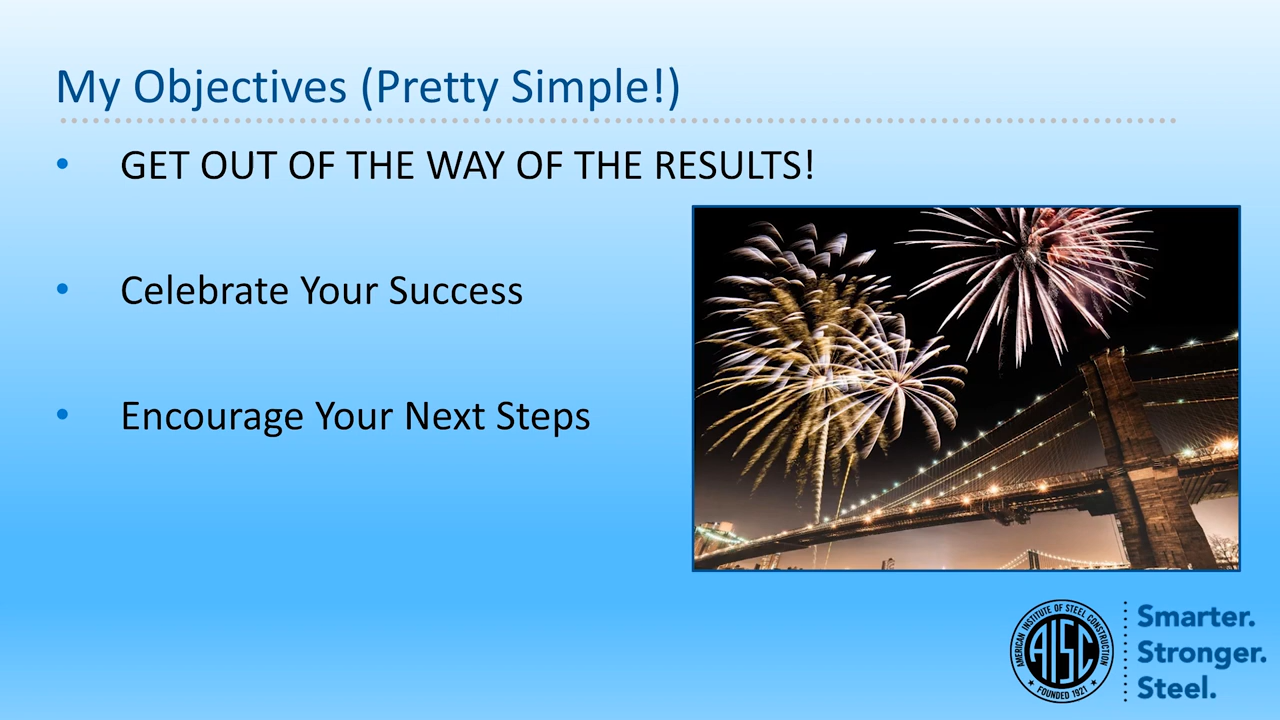 My Objectives (Pretty Simple!)
• GET OUT OF THE WAY OF THE RESULTS!
• Celebrate Your Success
• Encourage Your Next Steps
AMERICAN INSTITUTE OF STEEL CONSTRUCTION
AISC
FOUNDED 1921
Smarter.
Stronger.
Steel.